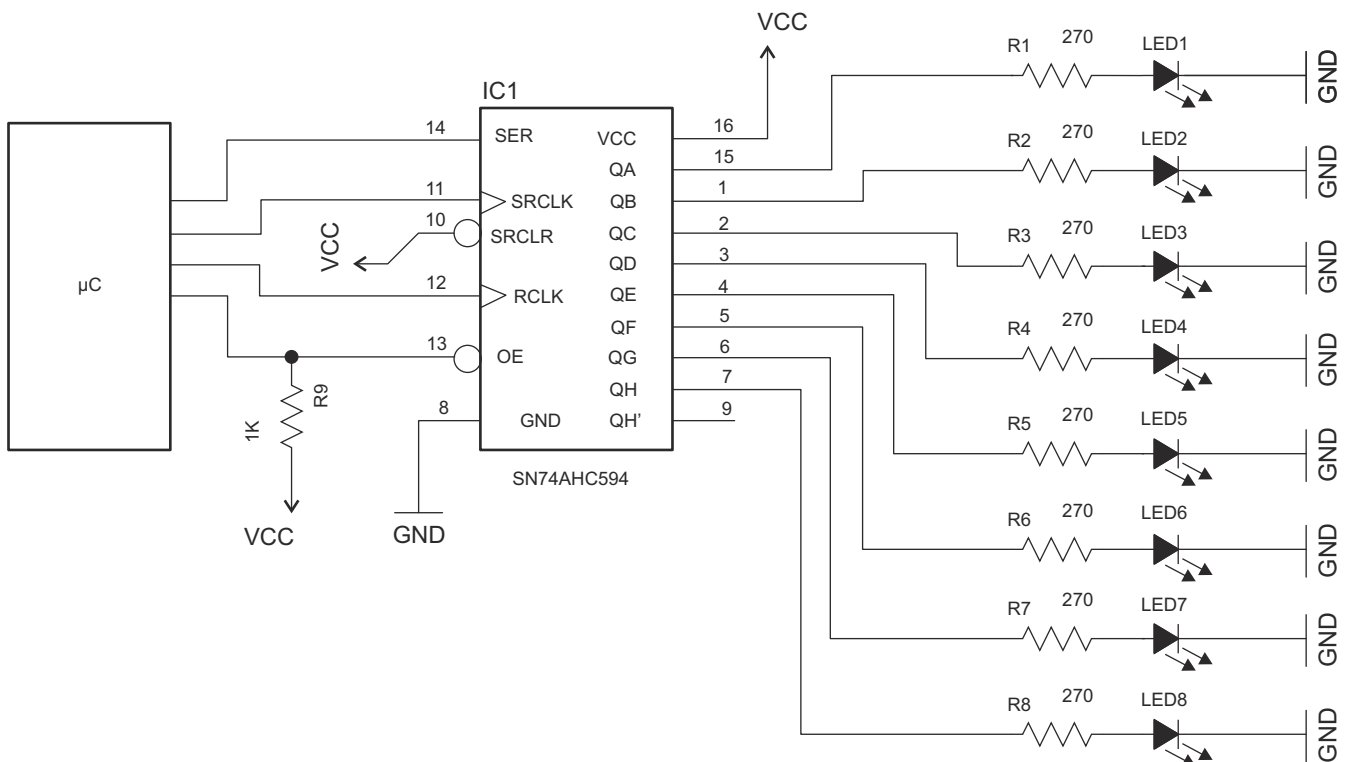 VCC
R1 270 LED1
GND
IC1
µC
14 SER
VCC 16
QA 15
R2 270 LED2
GND
11 SRCLK
QB 1
10 SRCLR
QC 2
VCC
R3 270 LED3
GND
QD 3
12 RCLK
QE 4
QF 5
R4 270 LED4
GND
13 OE
QG 6
QH 7
R9
1K
8 GND
QH' 9
R5 270 LED5
GND
SN74AHC594
VCC
GND
R6 270 LED6
GND
R7 270 LED7
GND
R8 270 LED8
GND